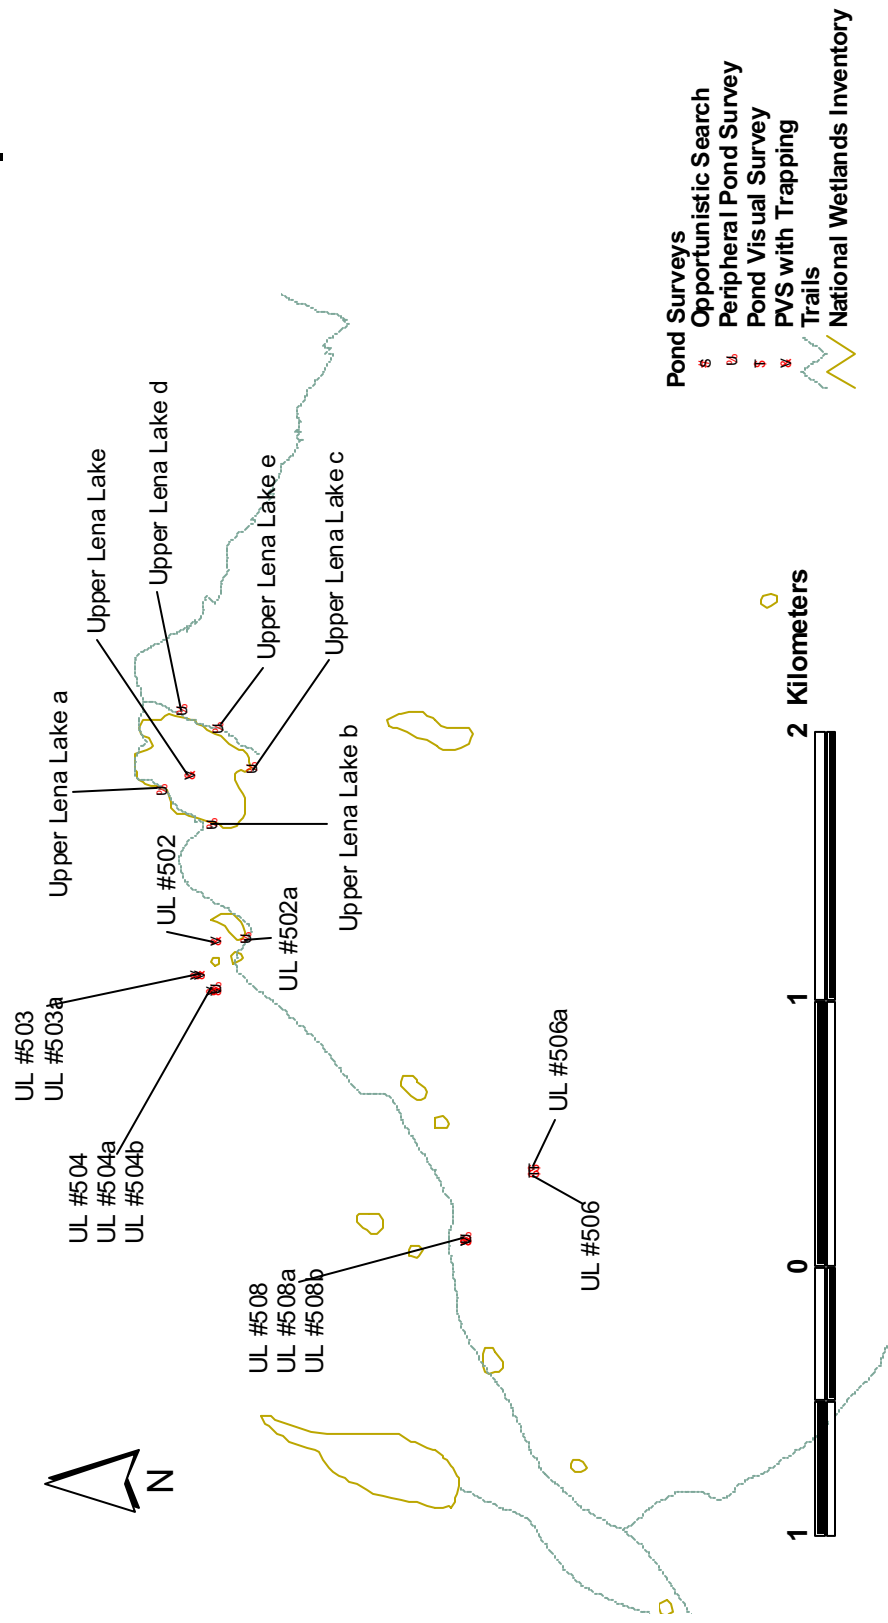 Upper Lena Lake a
Upper Lena Lake
Upper Lena Lake d
Upper Lena Lake e
Upper Lena Lake c
Upper Lena Lake b
UL #502
UL #502a
UL #503
UL #503a
UL #504
UL #504a
UL #504b
UL #506a
UL #506
UL #508
UL #508a
UL #508b
N
1 0 1 2 Kilometers
Pond Surveys
Opportunistic Search
Peripheral Pond Survey
Pond Visual Survey
PVS with Trapping
Trails
National Wetlands Inventory